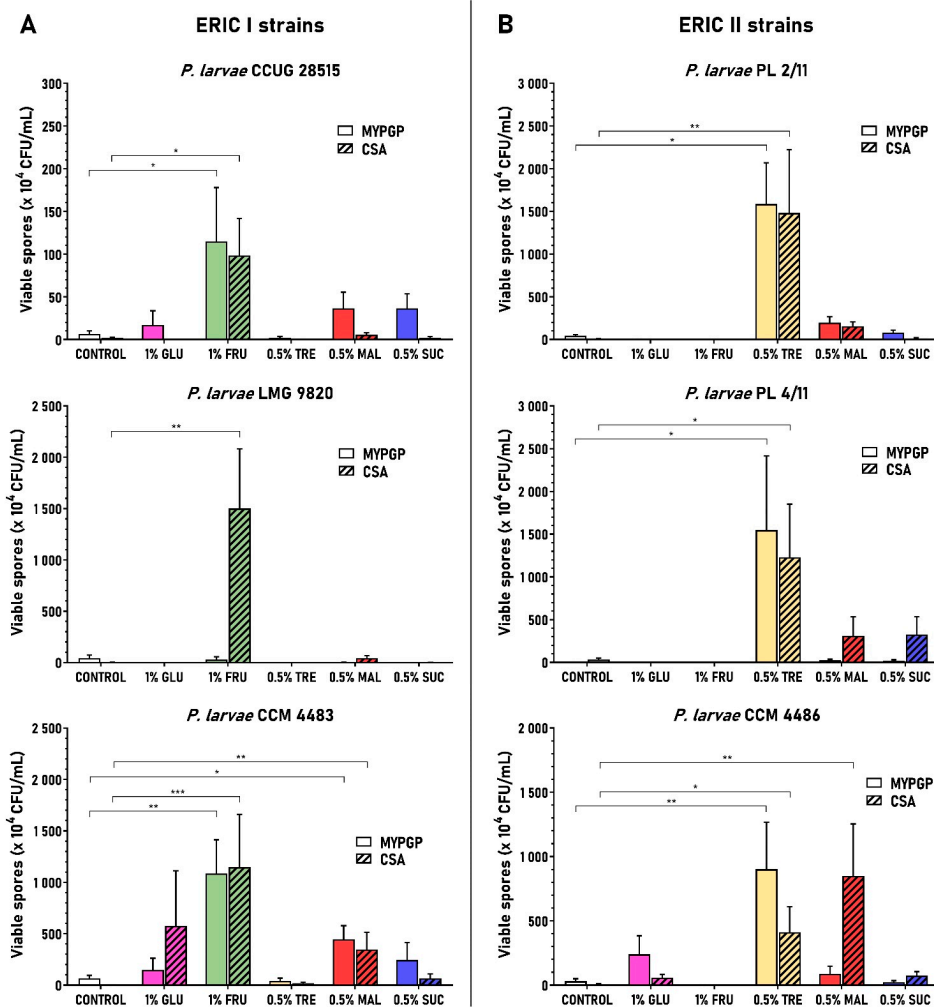 A
ERIC I strains
P. larvae CCUG 28515
300
250
200
150
100
50
0
Viable spores (x 10⁴ CFU/mL)
MYPGP
CSA
*
*
CONTROL 1% GLU 1% FRU 0.5% TRE 0.5% MAL 0.5% SUC
P. larvae LMG 9820
2 500
2 000
1 500
1 000
500
0
Viable spores (x 10⁴ CFU/mL)
MYPGP
CSA
**
CONTROL 1% GLU 1% FRU 0.5% TRE 0.5% MAL 0.5% SUC
P. larvae CCM 4483
2 500
2 000
1 500
1 000
500
0
Viable spores (x 10⁴ CFU/mL)
MYPGP
CSA
**
*
***
**
CONTROL 1% GLU 1% FRU 0.5% TRE 0.5% MAL 0.5% SUC
B
ERIC II strains
P. larvae PL 2/11
3 000
2 500
2 000
1 500
1 000
500
0
Viable spores (x 10⁴ CFU/mL)
MYPGP
CSA
**
*
CONTROL 1% GLU 1% FRU 0.5% TRE 0.5% MAL 0.5% SUC
P. larvae PL 4/11
3 000
2 500
2 000
1 500
1 000
500
0
Viable spores (x 10⁴ CFU/mL)
MYPGP
CSA
*
*
CONTROL 1% GLU 1% FRU 0.5% TRE 0.5% MAL 0.5% SUC
P. larvae CCM 4486
2 000
1 500
1 000
500
0
Viable spores (x 10⁴ CFU/mL)
MYPGP
CSA
**
*
**
CONTROL 1% GLU 1% FRU 0.5% TRE 0.5% MAL 0.5% SUC